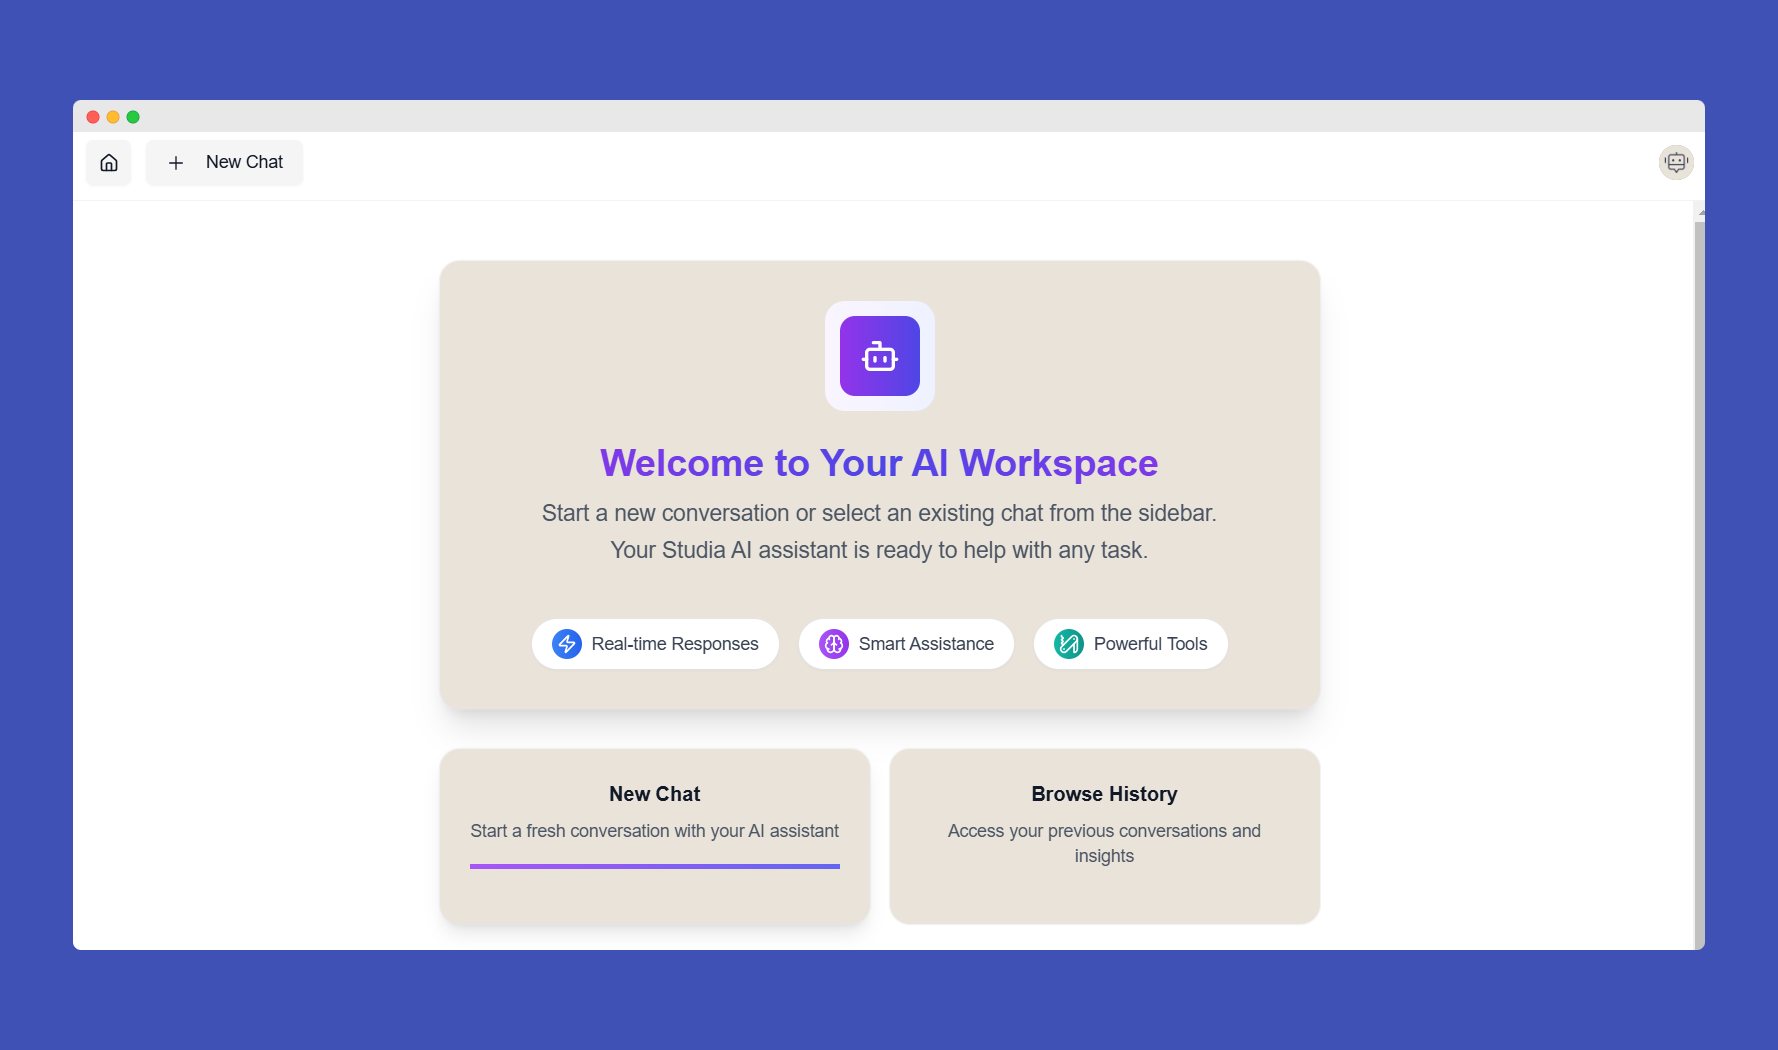 New Chat
Welcome to Your AI Workspace
Start a new conversation or select an existing chat from the sidebar.
Your Studia AI assistant is ready to help with any task.
Real-time Responses
Smart Assistance
Powerful Tools
New Chat
Start a fresh conversation with your AI assistant
Browse History
Access your previous conversations and
insights